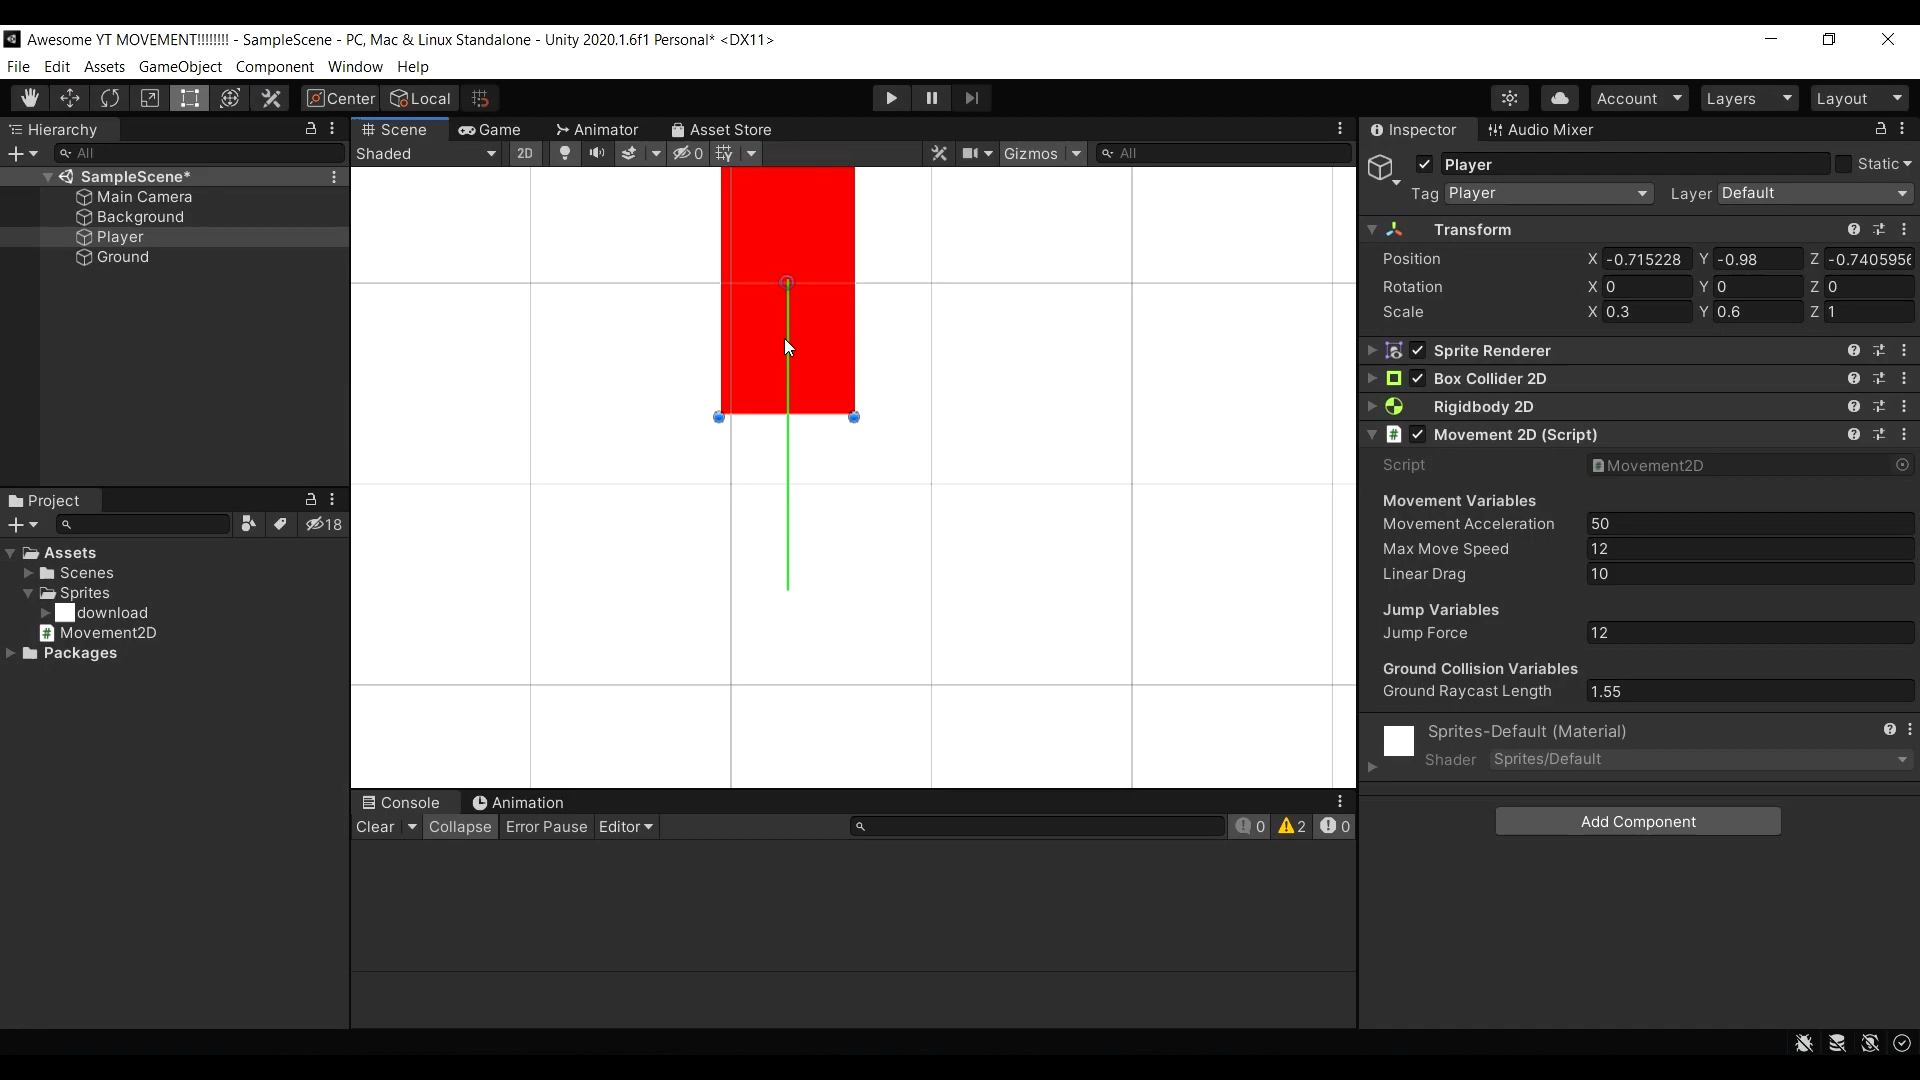 Awesome YT MOVEMENT!!!!!!!! - SampleScene - PC, Mac & Linux Standalone - Unity 2020.1.6f1 Personal* <DX11>
File Edit Assets GameObject Component Window Help
Center Local Account Layers Layout
Hierarchy
All
SampleScene*
Main Camera
Background
Player
Ground
Project
18
Assets
Scenes
Sprites
download
Movement2D
Packages
Scene Game Animator Asset Store
Shaded 2D 0 Gizmos All
Console Animation
Clear Collapse Error Pause Editor 0 2 0
Inspector Audio Mixer
Player Static
Tag Player Layer Default
Transform
Position X -0.715228 Y -0.98 Z -0.7405956
Rotation X 0 Y 0 Z 0
Scale X 0.3 Y 0.6 Z 1
Sprite Renderer
Box Collider 2D
Rigidbody 2D
Movement 2D (Script)
Script Movement2D
Movement Variables
Movement Acceleration 50
Max Move Speed 12
Linear Drag 10
Jump Variables
Jump Force 12
Ground Collision Variables
Ground Raycast Length 1.55
Sprites-Default (Material)
Shader Sprites/Default
Add Component